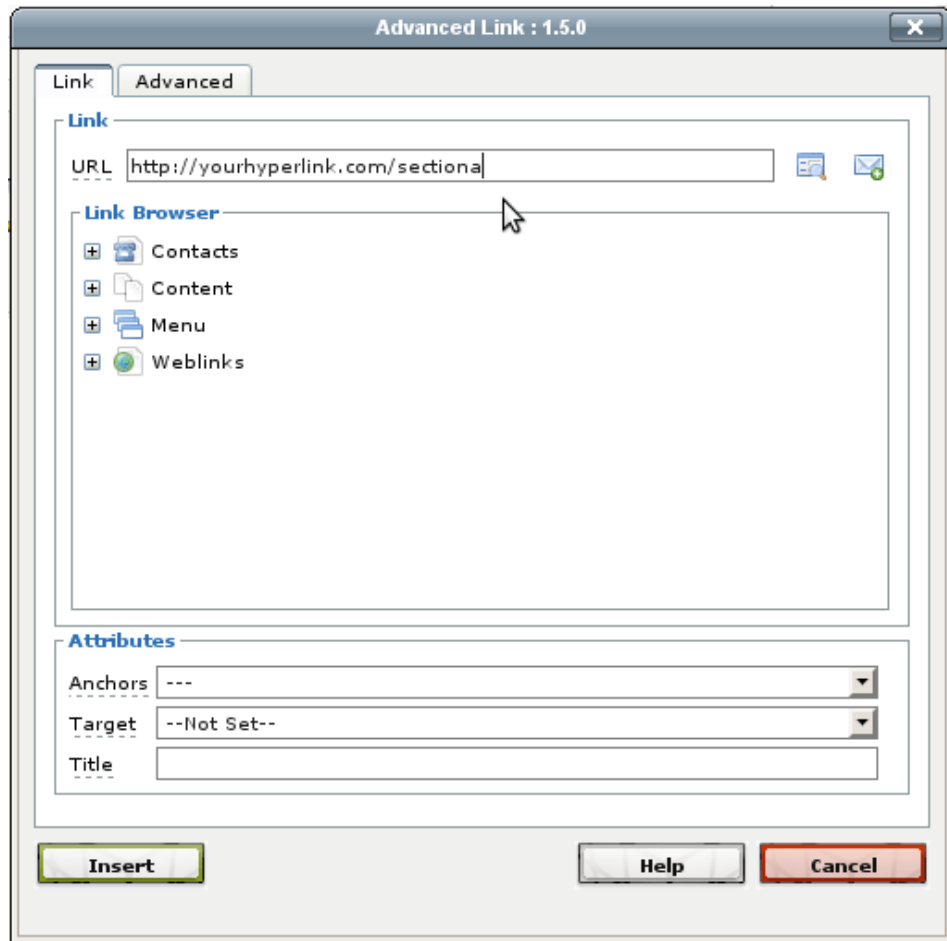 Advanced Link : 1.5.0
Link Advanced
Link
URL http://yourhyperlink.com/sectiona
Link Browser
Contacts
Content
Menu
Weblinks
Attributes
Anchors ---
Target --Not Set--
Title
Insert Help Cancel